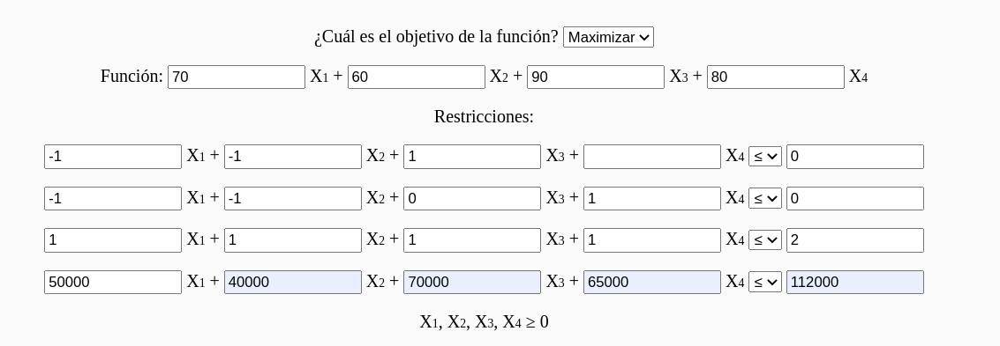 ¿Cuál es el objetivo de la función? Maximizar
Función: 70 X1 + 60 X2 + 90 X3 + 80 X4
Restricciones:
-1 X1 + -1 X2 + 1 X3 + X4 ≤ 0
-1 X1 + -1 X2 + 0 X3 + 1 X4 ≤ 0
1 X1 + 1 X2 + 1 X3 + 1 X4 ≤ 2
50000 X1 + 40000 X2 + 70000 X3 + 65000 X4 ≤ 112000
X1, X2, X3, X4 ≥ 0